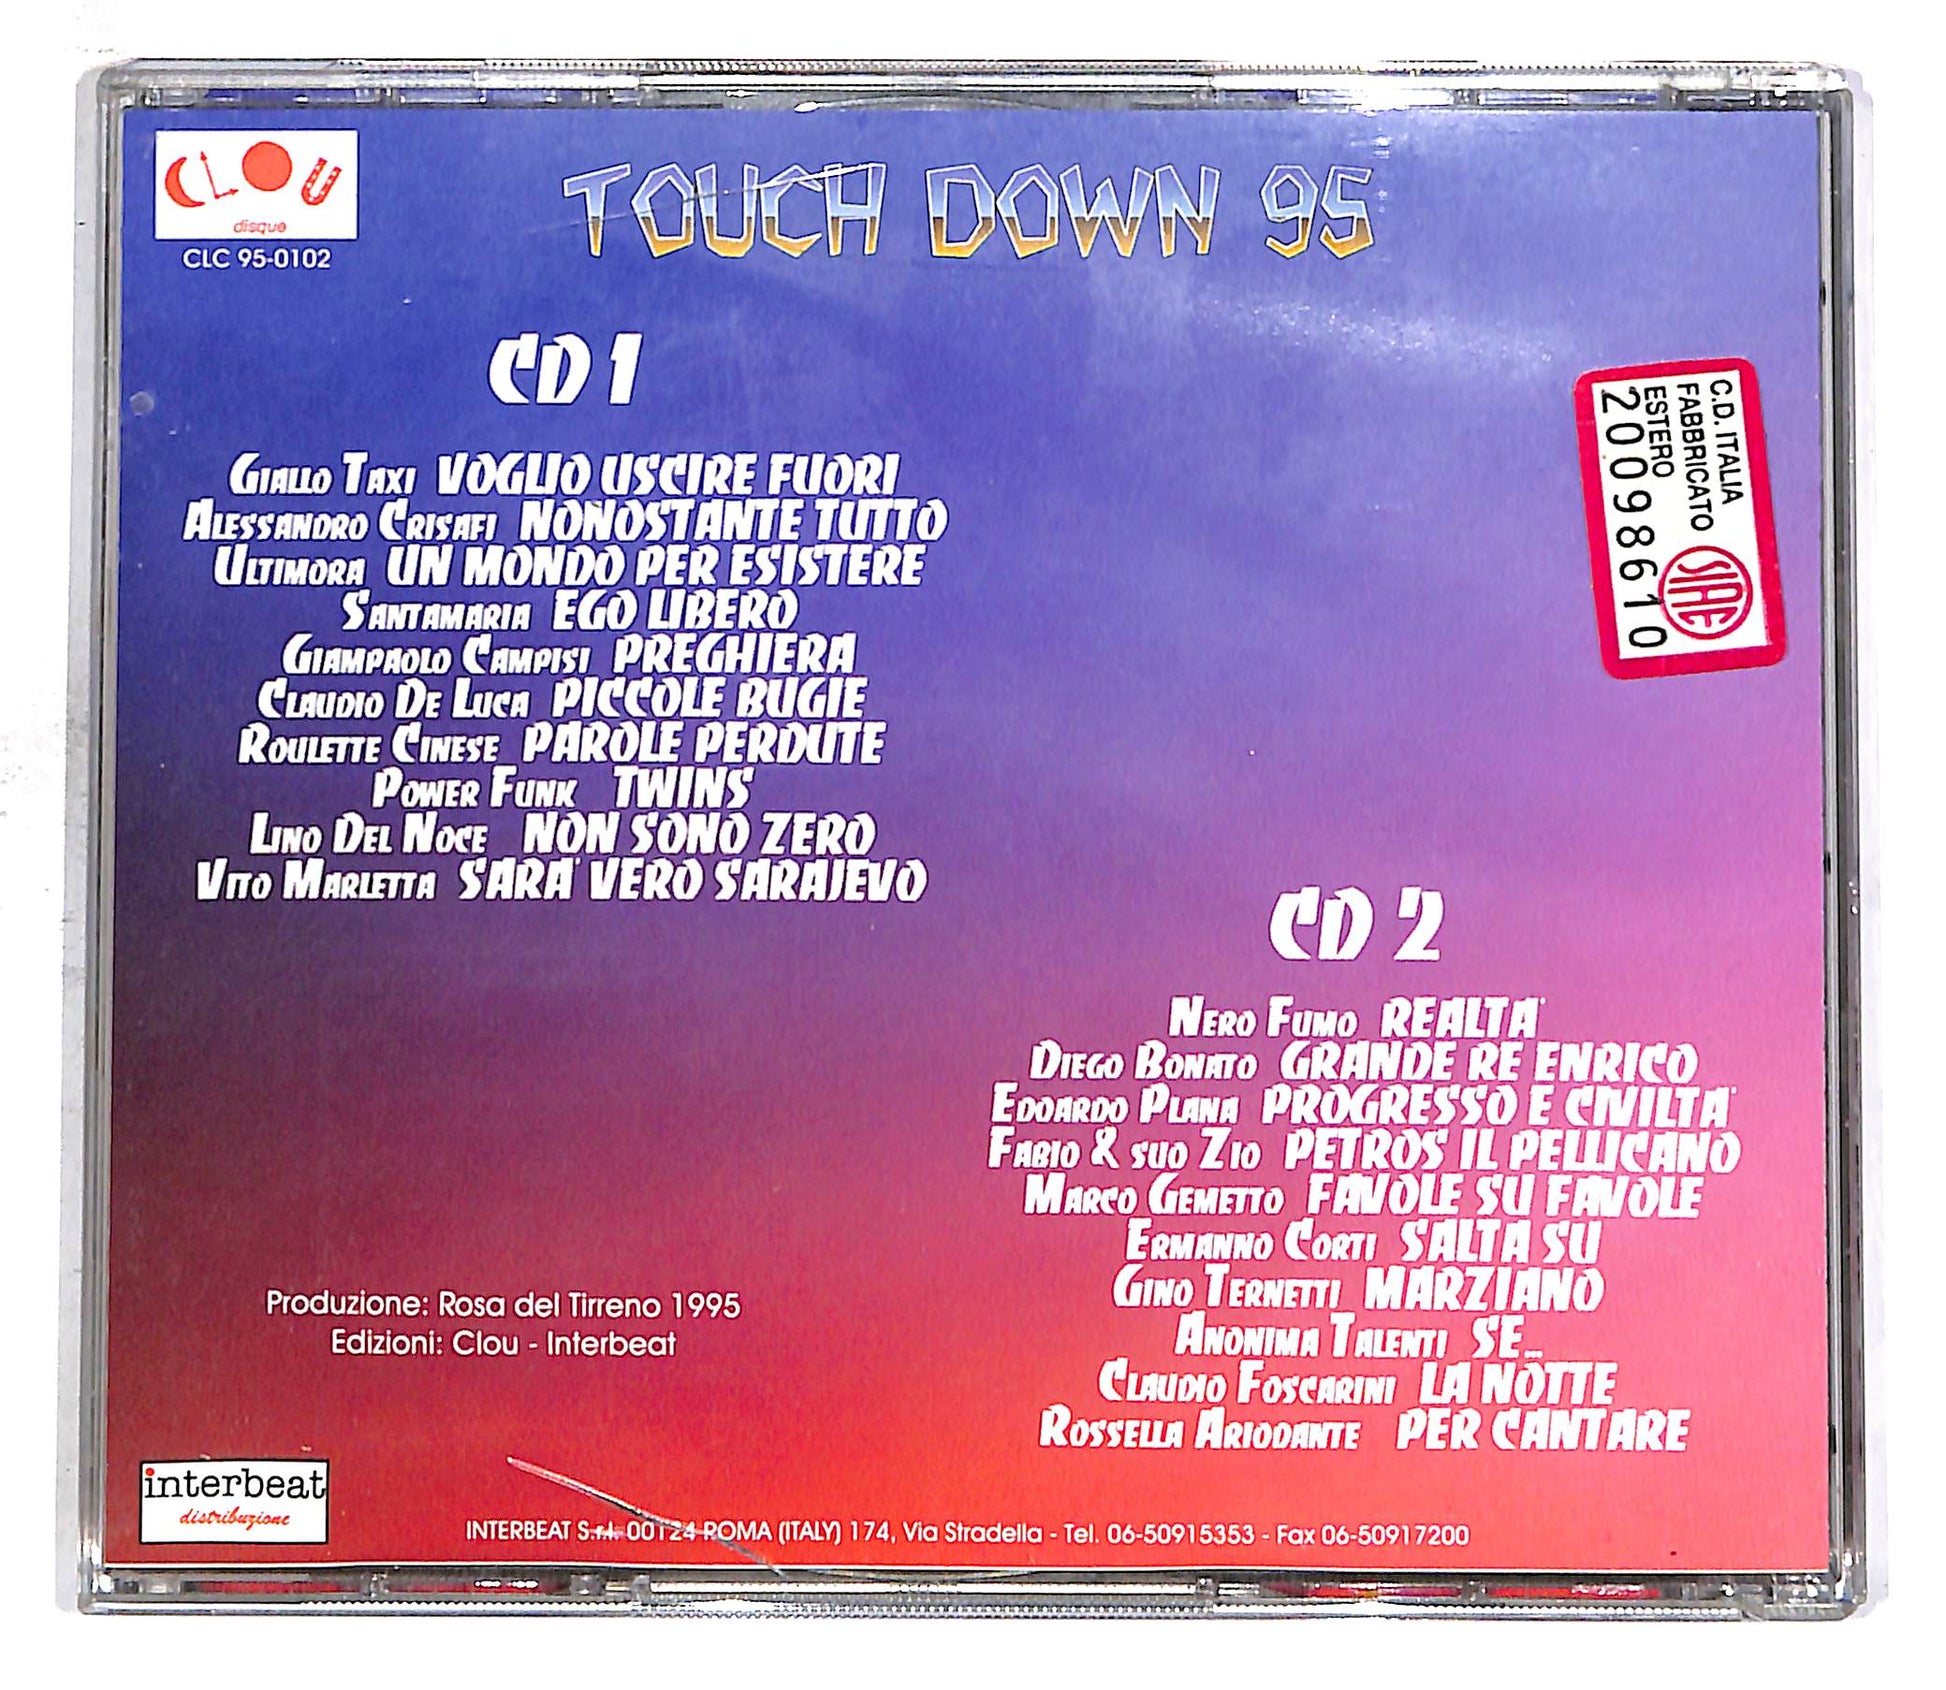 CLOU
disque
CLC 95-0102
TOUCH DOWN 95
CD 1
GIALLO TAXI VOGLIO USCIRE FUORI
ALESSANDRO CRISAFI NONOSTANTE TUTTO
ULTIMORA UN MONDO PER ESISTERE
SANTAMARIA EGO LIBERO
GIAMPAOLO CAMPISI PREGHIERA
CLAUDIO DE LUCA PICCOLE BUGIE
ROULETTE CINESE PAROLE PERDUTE
POWER FUNK TWINS
LINO DEL NOCE NON SONO ZERO
VITO MARLETTA SARA' VERO SARAJEVO
C.D. ITALIA
FABBRICATO
ESTERO
20098610
SIAE
CD 2
NERO FUMO REALTA'
DIEGO BONATO GRANDE RE ENRICO
EDOARDO PLANA PROGRESSO E CIVILTA'
FABIO & SUO ZIO PETROS IL PELLICANO
MARCO GEMETTO FAVOLE SU FAVOLE
ERMANNO CORTI SALTA SU
GINO TERNETTI MARZIANO
ANONIMA TALENTI SE...
CLAUDIO FOSCARINI LA NOTTE
ROSSELLA ARIODANTE PER CANTARE
Produzione: Rosa del Tirreno 1995
Edizioni: Clou - Interbeat
interbeat
distribuzione
INTERBEAT S.r.l. 00124 ROMA (ITALY) 174, Via Stradella - Tel. 06-50915353 - Fax 06-50917200